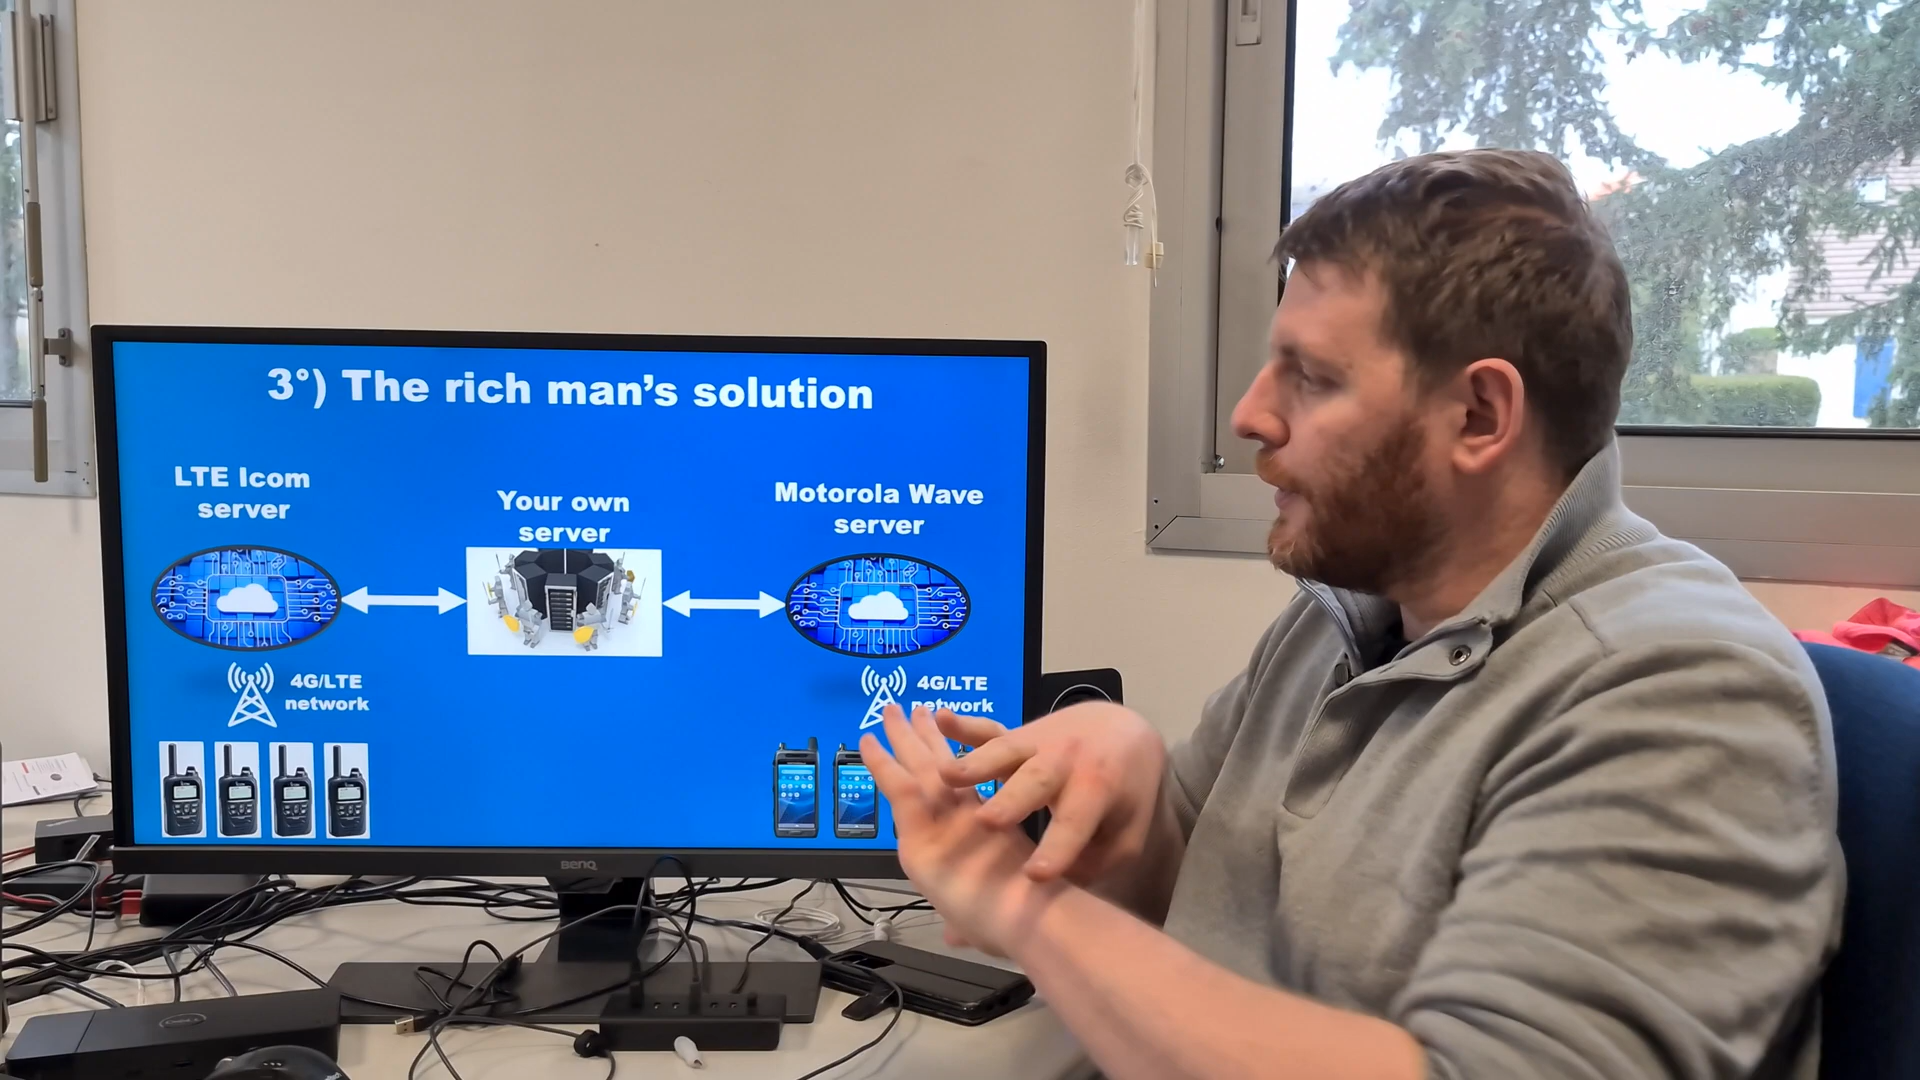 3°) The rich man's solution
LTE Icom
server
Your own
server
Motorola Wave
server
4G/LTE
network
4G/LTE
network
BenQ
DELL